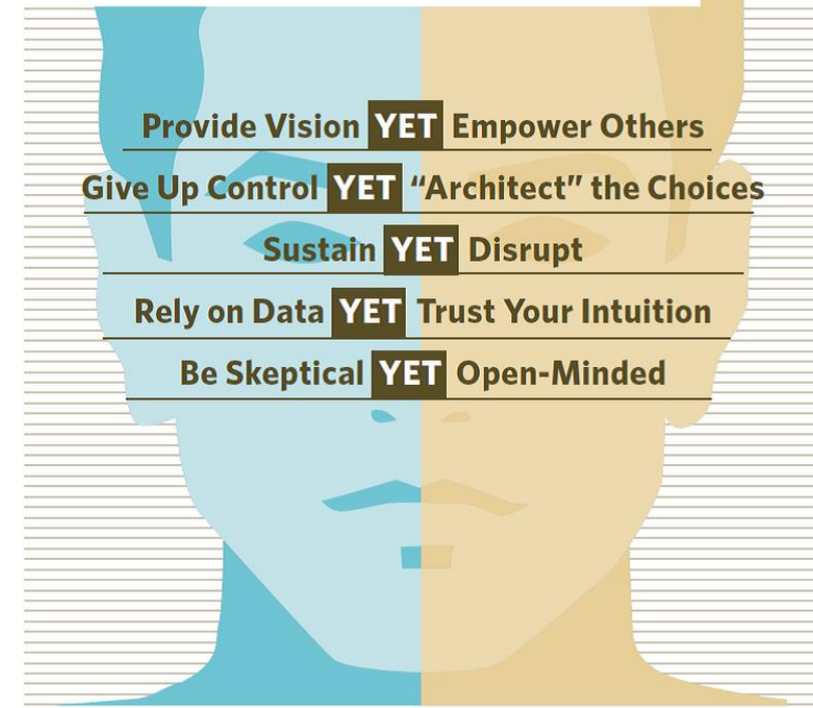 Provide Vision YET Empower Others
Give Up Control YET “Architect” the Choices
Sustain YET Disrupt
Rely on Data YET Trust Your Intuition
Be Skeptical YET Open-Minded